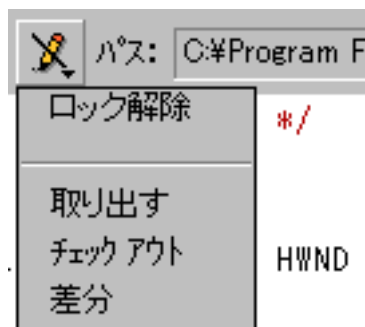 パス: C:¥Program F
ロック解除
*/
取り出す
チェック アウト
HWND
差分